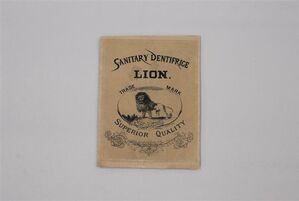 SANITARY DENTIFRICE
LION.
TRADE MARK
SUPERIOR QUALITY